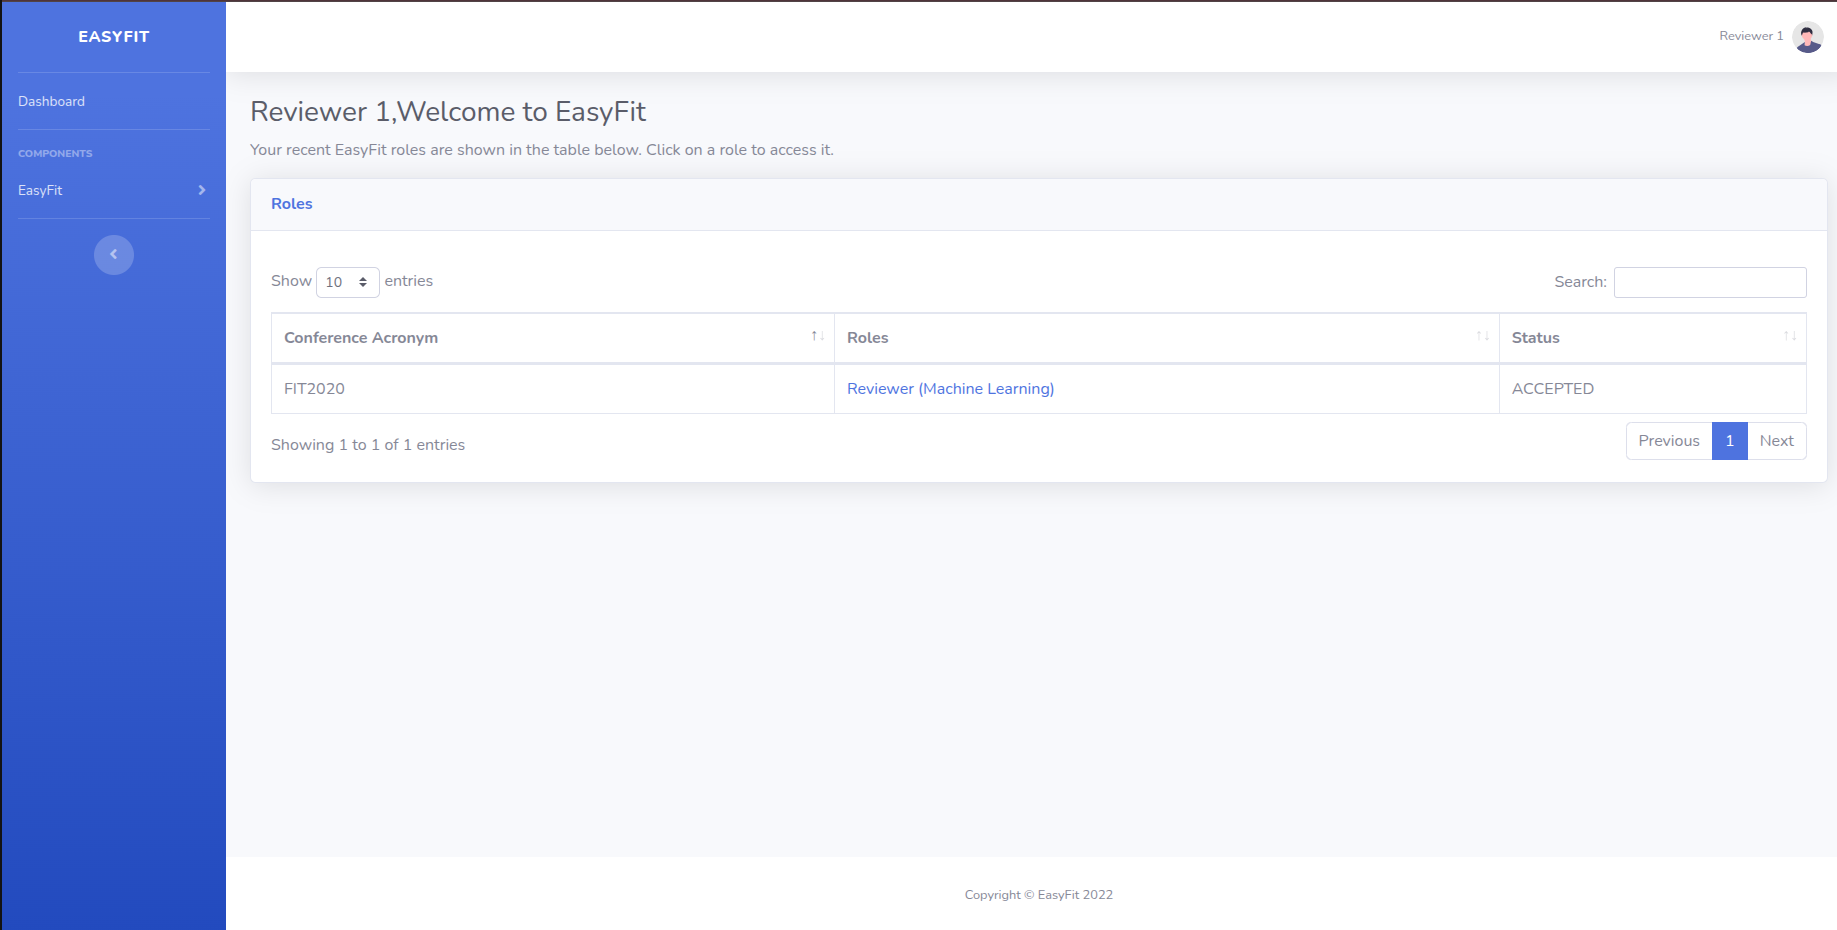 EASYFIT
Reviewer 1
Dashboard
COMPONENTS
EasyFit
Reviewer 1,Welcome to EasyFit
Your recent EasyFit roles are shown in the table below. Click on a role to access it.
Roles
Show 10 entries
Search:
Conference Acronym ↑↓ Roles ↑↓ Status ↑↓
FIT2020 Reviewer (Machine Learning) ACCEPTED
Showing 1 to 1 of 1 entries
Previous 1 Next
Copyright © EasyFit 2022